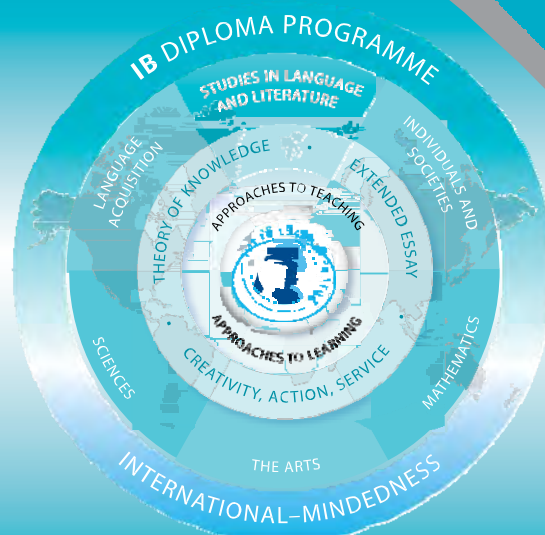 IB DIPLOMA PROGRAMME
STUDIES IN LANGUAGE
AND LITERATURE
LANGUAGE
ACQUISITION
INDIVIDUALS AND
SOCIETIES
THEORY OF KNOWLEDGE
EXTENDED ESSAY
APPROACHES TO TEACHING
APPROACHES TO LEARNING
CREATIVITY, ACTION, SERVICE
SCIENCES
MATHEMATICS
THE ARTS
INTERNATIONAL–MINDEDNESS